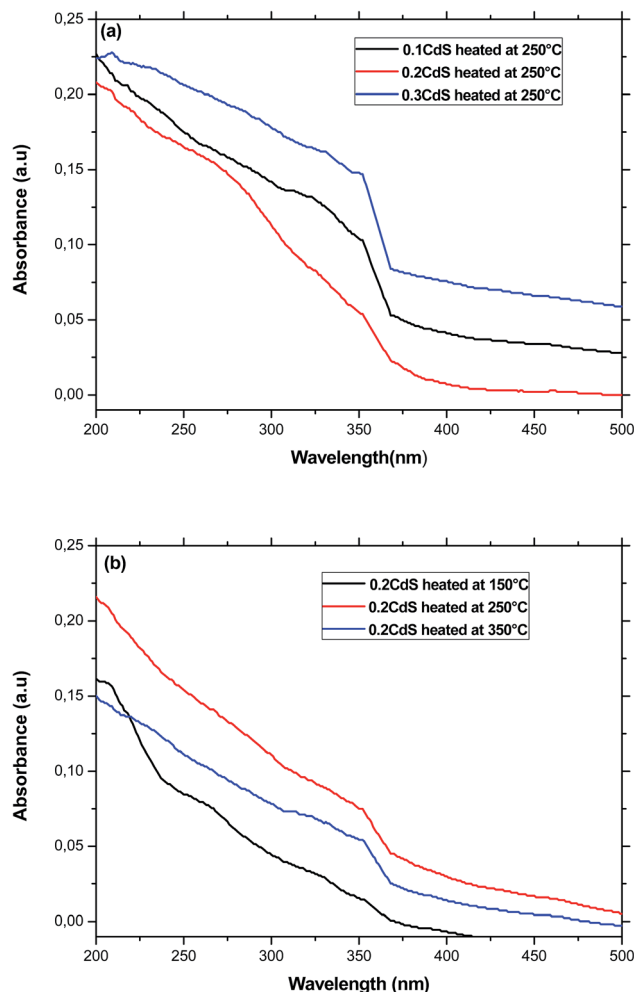 (a)
0.1CdS heated at 250°C
0.2CdS heated at 250°C
0.3CdS heated at 250°C
0,25
0,20
0,15
0,10
0,05
0,00
Absorbance (a.u)
200 250 300 350 400 450 500
Wavelength(nm)
(b)
0.2CdS heated at 150°C
0.2CdS heated at 250°C
0.2CdS heated at 350°C
0,25
0,20
0,15
0,10
0,05
0,00
Absorbance (a.u)
200 250 300 350 400 450 500
Wavelength (nm)